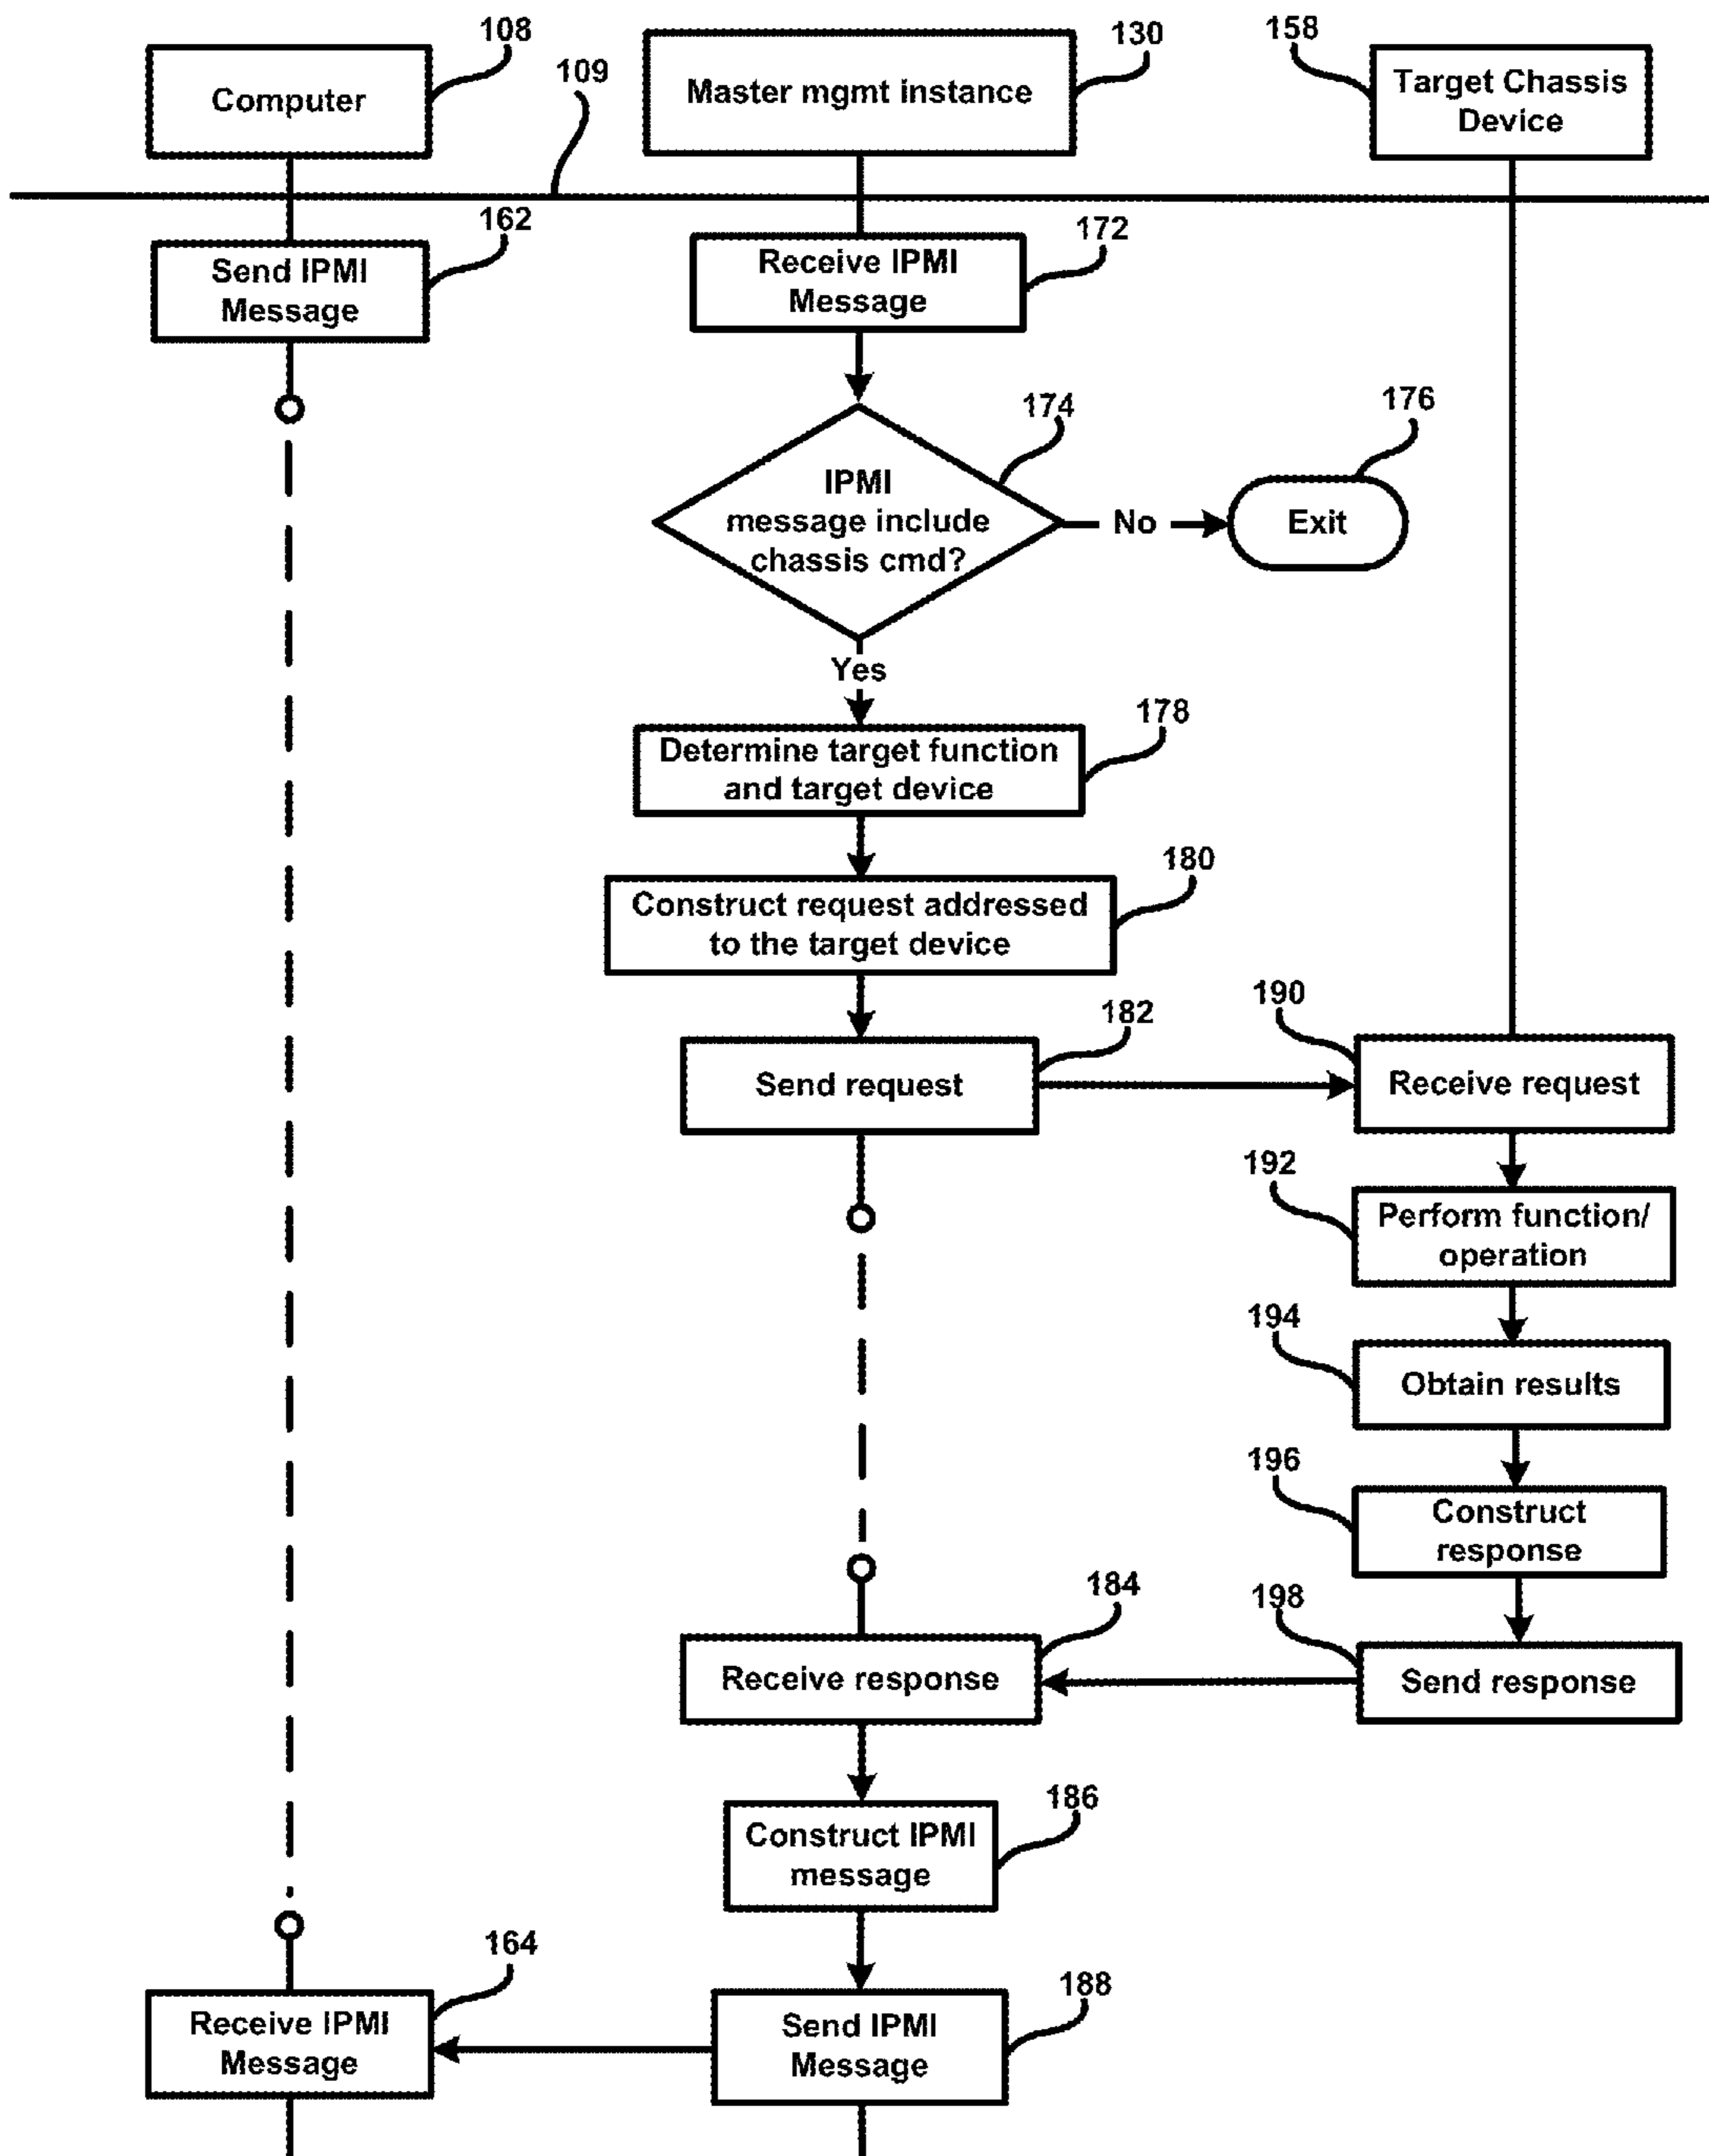 108
130
158
109
Computer
Master mgmt instance
Target Chassis
Device
162
172
Send IPMI
Message
Receive IPMI
Message
174
176
IPMI
message include
chassis cmd?
No
Exit
Yes
178
Determine target function
and target device
180
Construct request addressed
to the target device
182
190
Send request
Receive request
192
Perform function/
operation
194
Obtain results
196
Construct
response
184
198
Receive response
Send response
186
Construct IPMI
message
164
188
Receive IPMI
Message
Send IPMI
Message